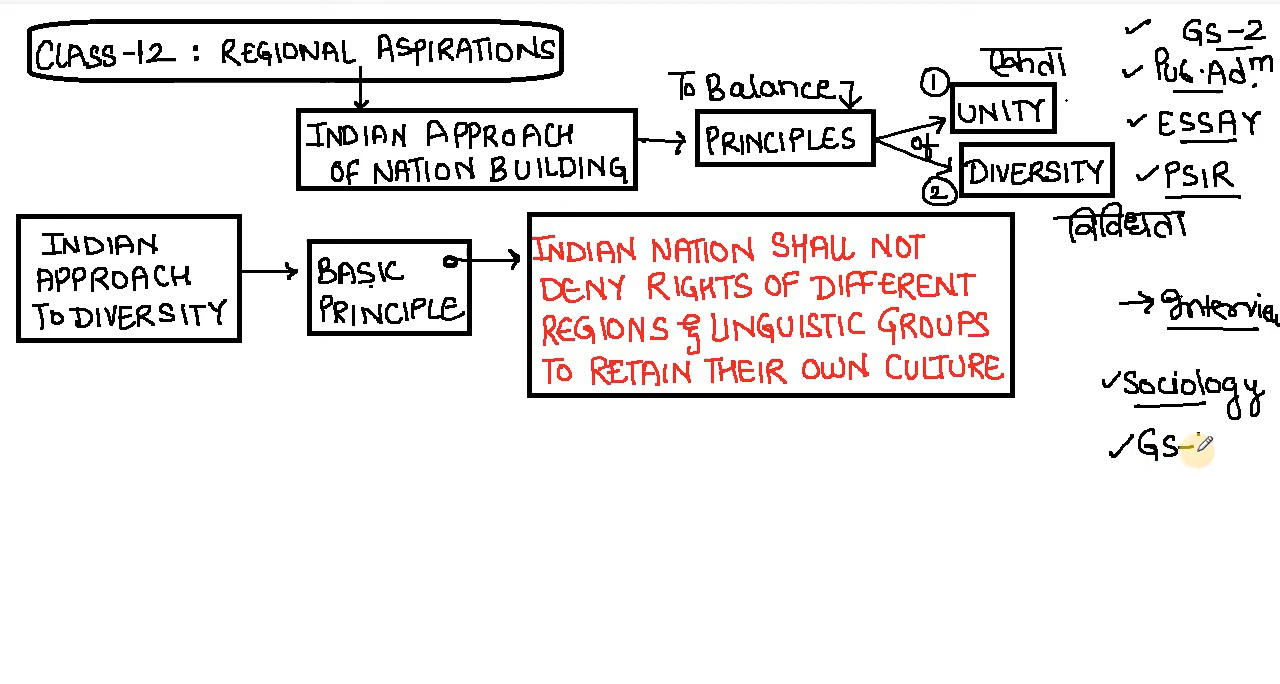 CLASS-12 : REGIONAL ASPIRATIONS
INDIAN APPROACH
OF NATION BUILDING
To Balance
PRINCIPLES
of
एकता
1
UNITY
2
DIVERSITY
विविधता
INDIAN
APPROACH
To DIVERSITY
BASIC
PRINCIPLE
INDIAN NATION SHALL NOT
DENY RIGHTS OF DIFFERENT
REGIONS & LINGUISTIC GROUPS
TO RETAIN THEIR OWN CULTURE
✓ GS-2
✓ Pub. Adm.
✓ ESSAY
✓ PSIR
→ Interview
✓ Sociology
✓ GS-